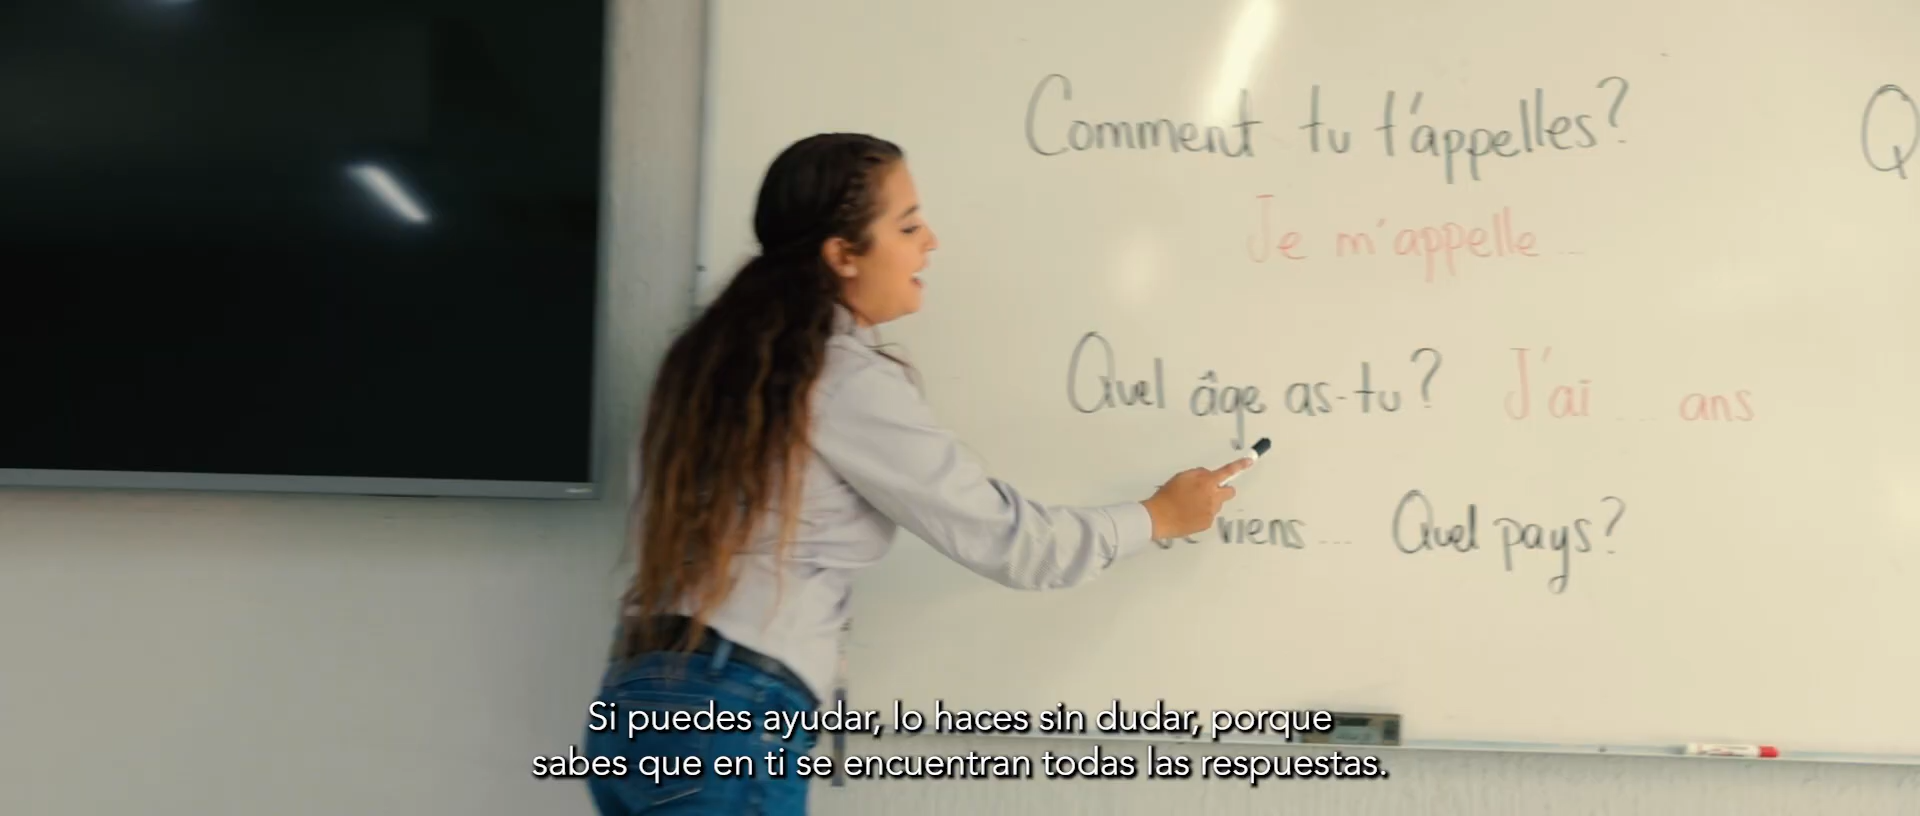 Comment tu t'appelles?
Q
Je m'appelle...
Quel âge as-tu? J'ai ... ans
viens... Quel pays?
Si puedes ayudar, lo haces sin dudar, porque
sabes que en ti se encuentran todas las respuestas.